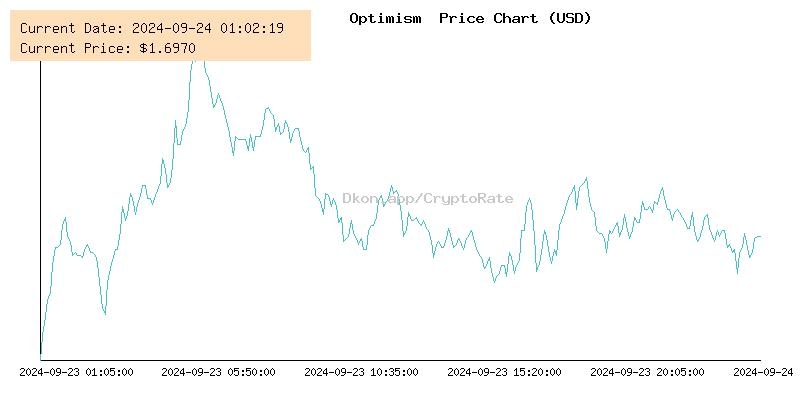 Optimism  Price Chart (USD)
Current Date: 2024-09-24 01:02:19
Current Price: $1.6970
Dkon.app/CryptoRate
2024-09-23 01:05:00 2024-09-23 05:50:00 2024-09-23 10:35:00 2024-09-23 15:20:00 2024-09-23 20:05:00 2024-09-24